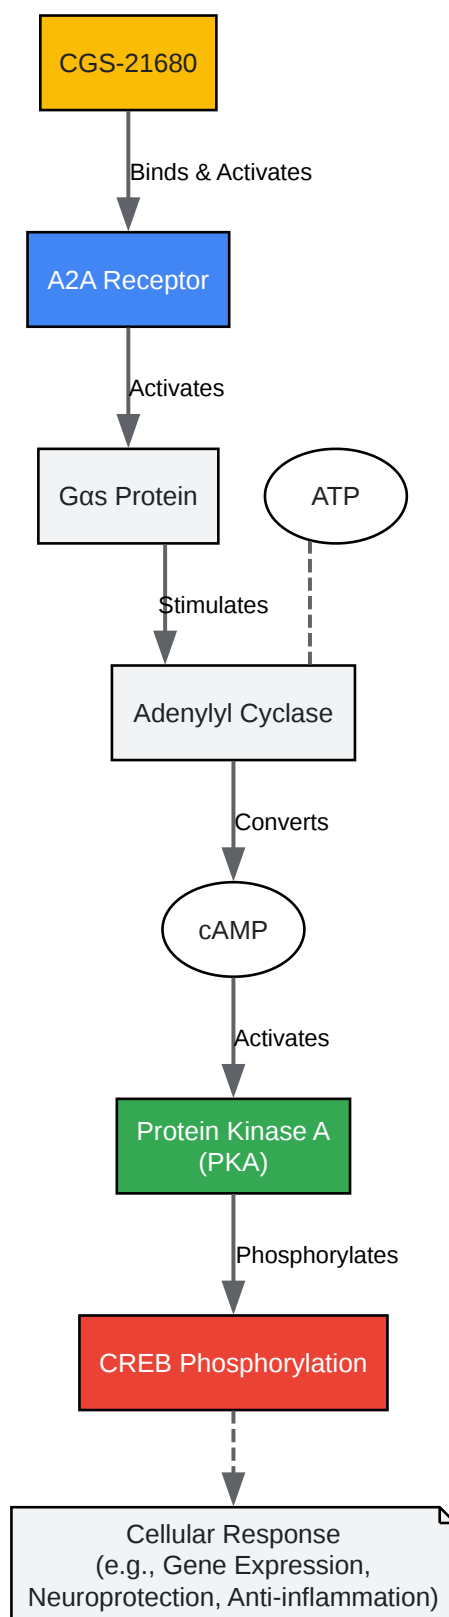 CGS-21680
Binds & Activates
A2A Receptor
Activates
Gαs Protein
ATP
Stimulates
Adenylyl Cyclase
Converts
cAMP
Activates
Protein Kinase A
(PKA)
Phosphorylates
CREB Phosphorylation
Cellular Response
(e.g., Gene Expression,
Neuroprotection, Anti-inflammation)